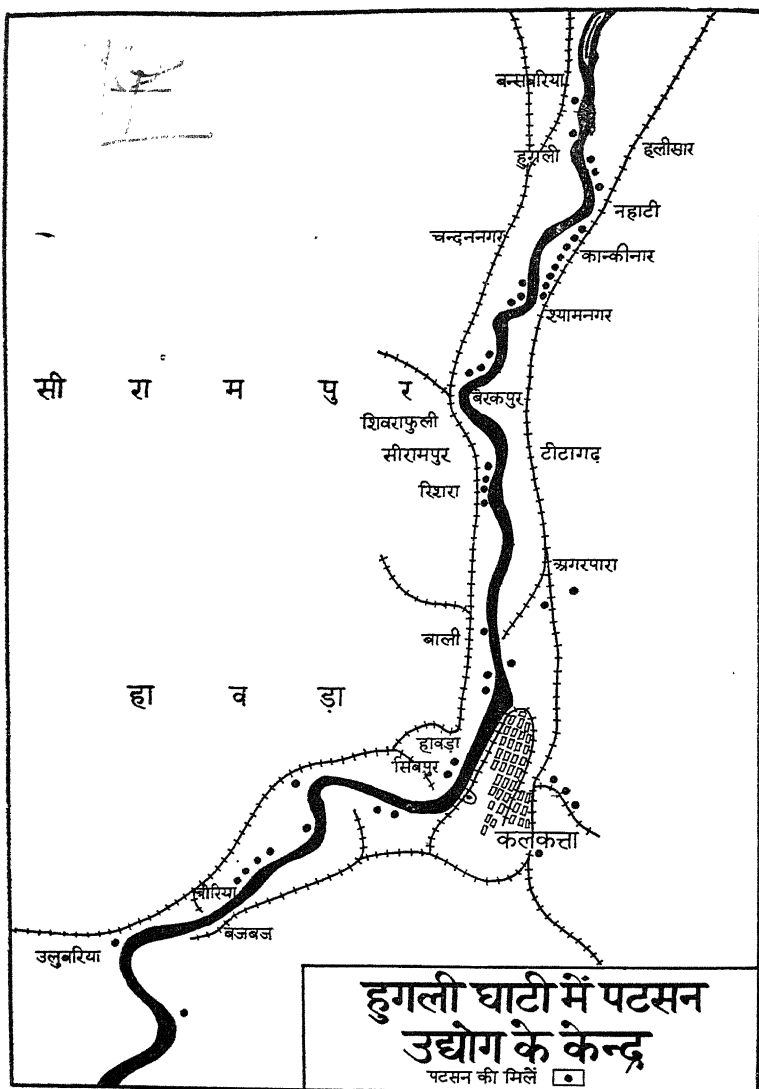 बन्सबरिया
हुगली
हलीसार
नहाटी
चन्दननगर
कान्कीनार
श्यामनगर
सी रा म पु र
बैरकपुर
शिवराफुली
सीरामपुर
टीटागढ़
रिशरा
अगरपारा
बाली
हा व ड़ा
हावड़ा
सिबपुर
कलकत्ता
बजबज
उलुबरिया
हुगली घाटी में पटसन
उद्योग के केन्द्र
पटसन की मिलें